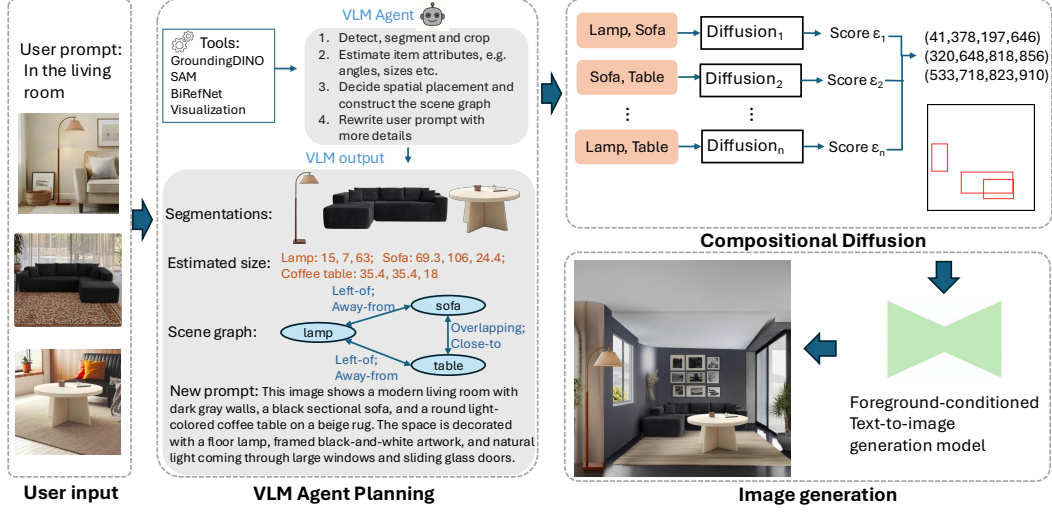 User prompt:
In the living
room
User input
Tools:
GroundingDINO
SAM
BiRefNet
Visualization
VLM Agent
1. Detect, segment and crop
2. Estimate item attributes, e.g.
angles, sizes etc.
3. Decide spatial placement and
construct the scene graph
4. Rewrite user prompt with
more details
VLM output
Segmentations:
Estimated size:
Lamp: 15, 7, 63; Sofa: 69.3, 106, 24.4;
Coffee table: 35.4, 35.4, 18
Scene graph:
Left-of;
Away-from
sofa
lamp
Overlapping;
Close-to
Left-of;
Away-from
table
New prompt: This image shows a modern living room with
dark gray walls, a black sectional sofa, and a round light-
colored coffee table on a beige rug. The space is decorated
with a floor lamp, framed black-and-white artwork, and natural
light coming through large windows and sliding glass doors.
VLM Agent Planning
Lamp, Sofa
Diffusion₁
Score ε₁
Sofa, Table
Diffusion₂
Score ε₂
⋮
⋮
Lamp, Table
Diffusionₙ
Score εₙ
(41,378,197,646)
(320,648,818,856)
(533,718,823,910)
Compositional Diffusion
Foreground-conditioned
Text-to-image
generation model
Image generation